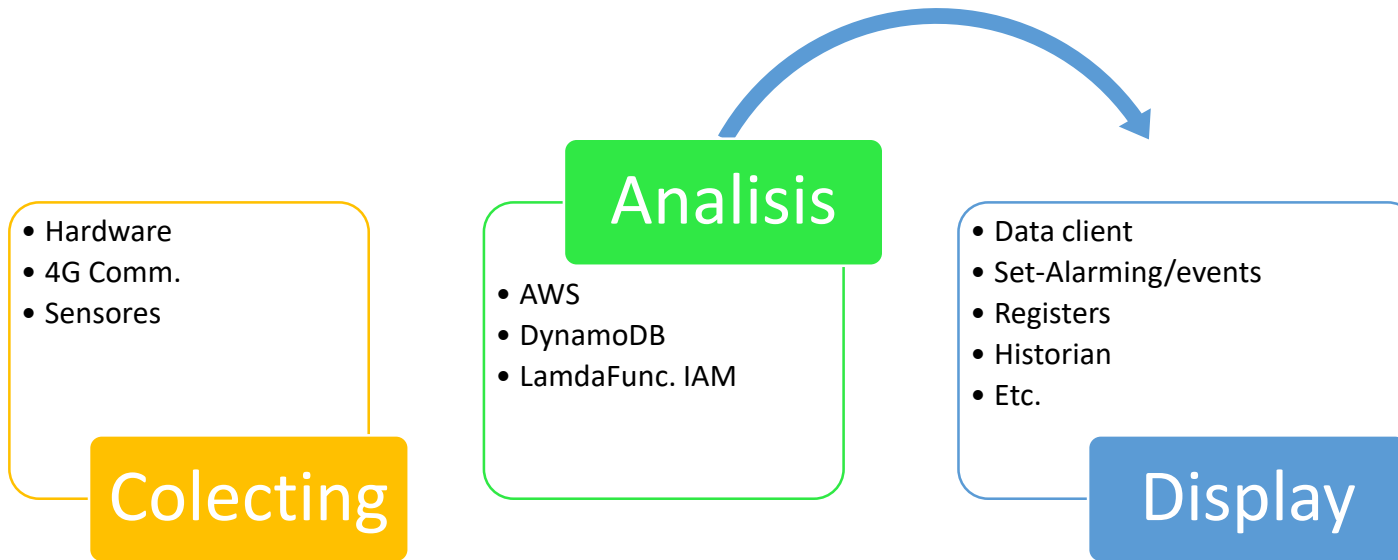 • Hardware
• 4G Comm.
• Sensores
Colecting
Analisis
• AWS
• DynamoDB
• LamdaFunc. IAM
• Data client
• Set-Alarming/events
• Registers
• Historian
• Etc.
Display